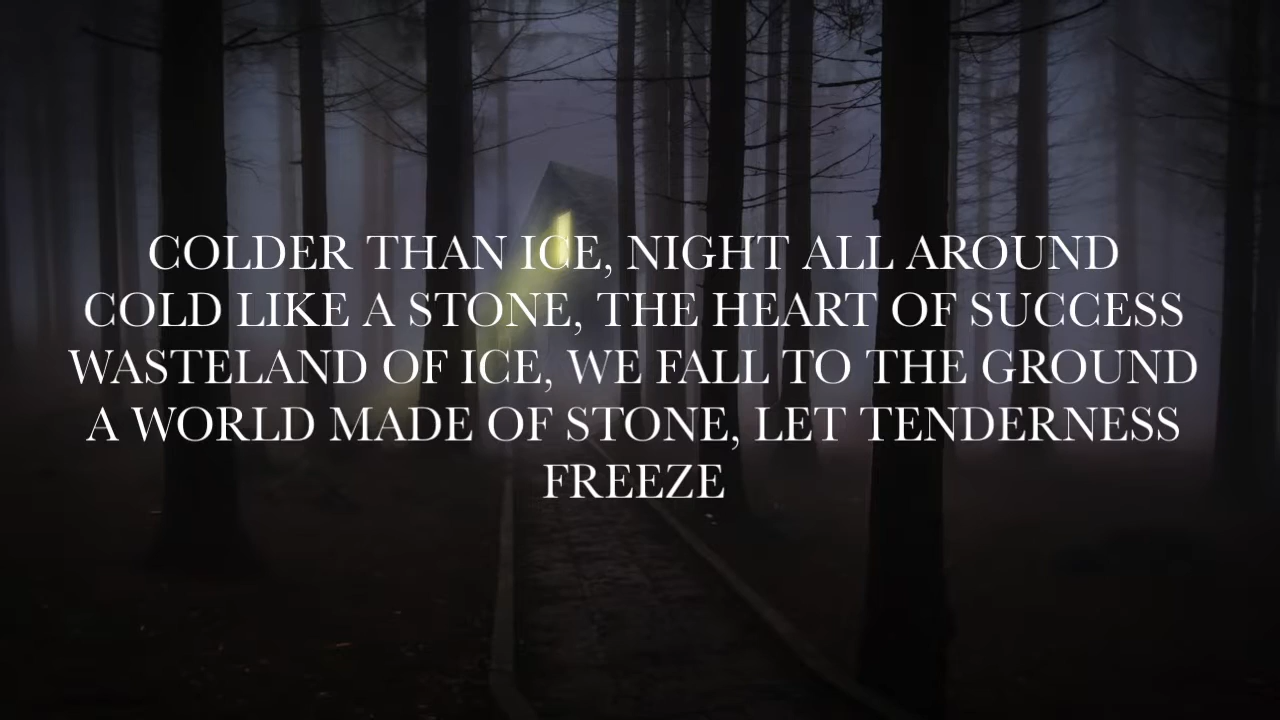 COLDER THAN ICE, NIGHT ALL AROUND
COLD LIKE A STONE, THE HEART OF SUCCESS
WASTELAND OF ICE, WE FALL TO THE GROUND
A WORLD MADE OF STONE, LET TENDERNESS
FREEZE